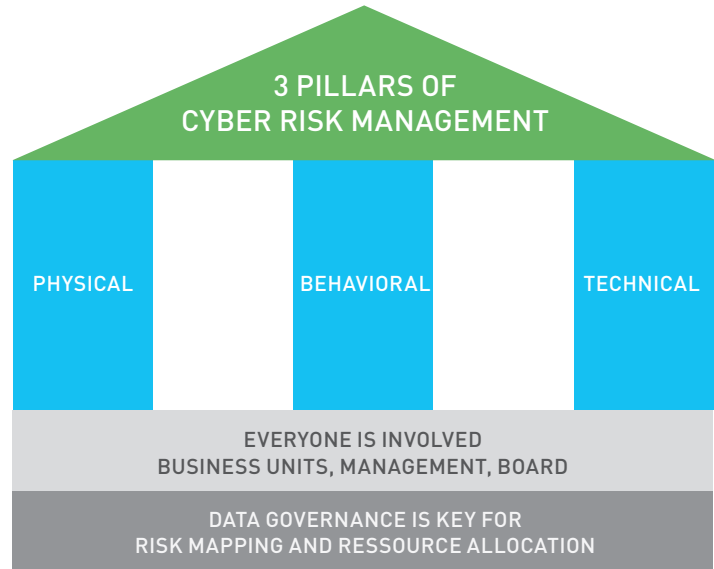 3 PILLARS OF
CYBER RISK MANAGEMENT
PHYSICAL
BEHAVIORAL
TECHNICAL
EVERYONE IS INVOLVED
BUSINESS UNITS, MANAGEMENT, BOARD
DATA GOVERNANCE IS KEY FOR
RISK MAPPING AND RESSOURCE ALLOCATION